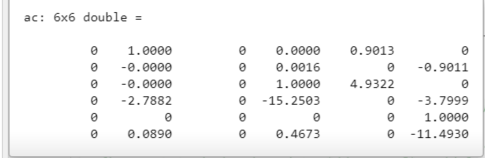 ac: 6x6 double =
0 1.0000 0 0.0000 0.9013 0
0 -0.0000 0 0.0016 0 -0.9011
0 -0.0000 0 1.0000 4.9322 0
0 -2.7882 0 -15.2503 0 -3.7999
0 0 0 0 0 1.0000
0 0.0890 0 0.4673 0 -11.4930